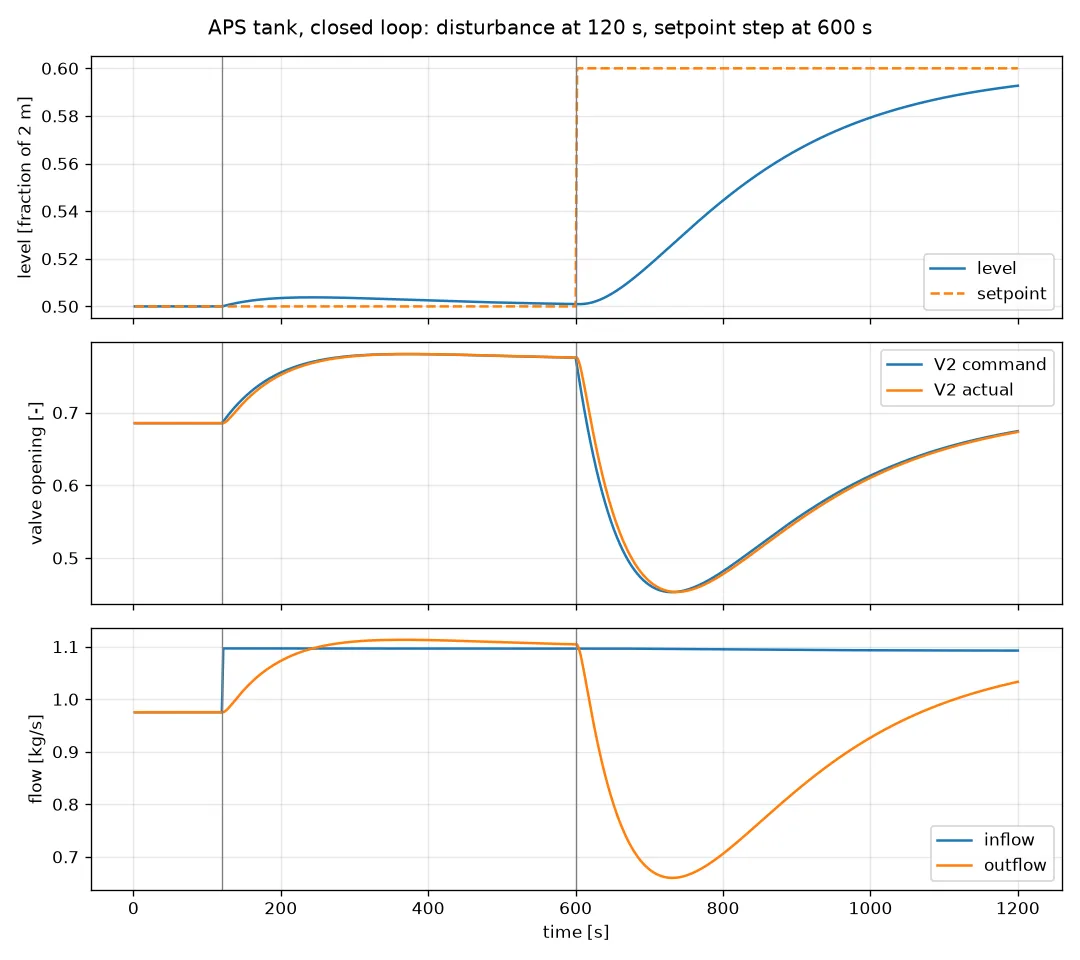 APS tank, closed loop: disturbance at 120 s, setpoint step at 600 s
level [fraction of 2 m]
0.60
0.58
0.56
0.54
0.52
0.50
level
setpoint
valve opening [-]
0.7
0.6
0.5
V2 command
V2 actual
flow [kg/s]
1.1
1.0
0.9
0.8
0.7
inflow
outflow
0
200
400
600
800
1000
1200
time [s]